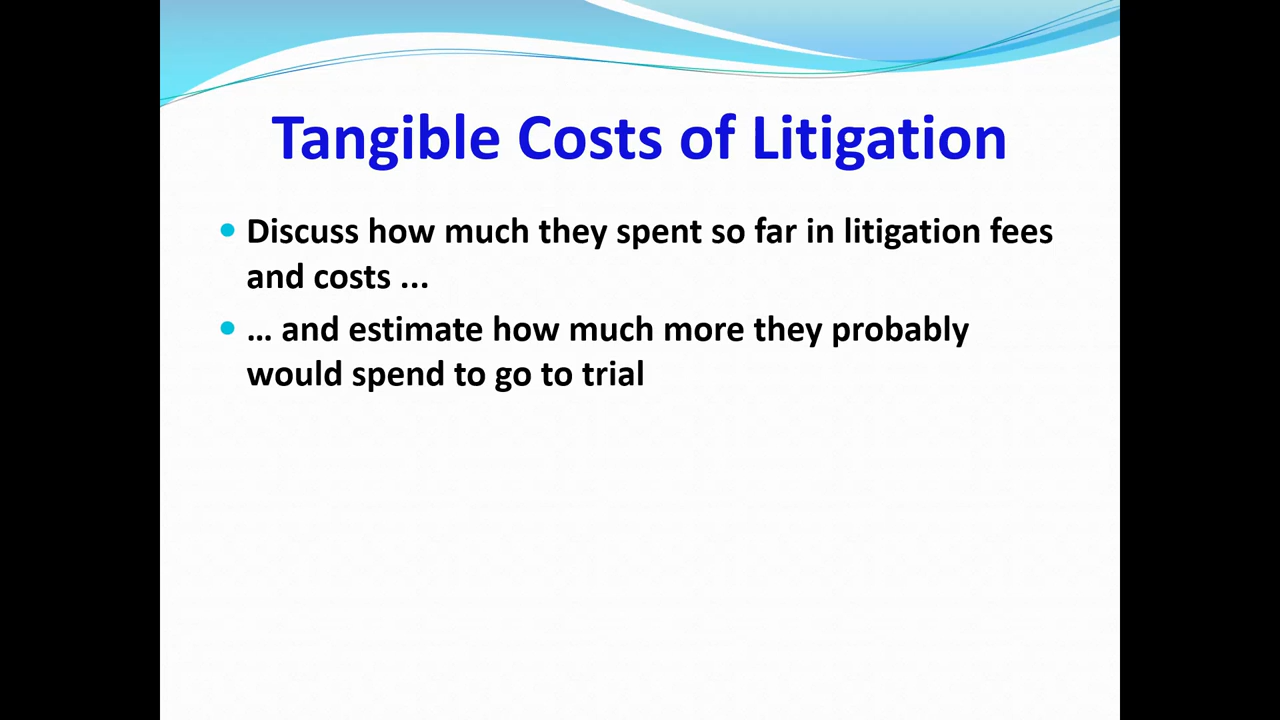 Tangible Costs of Litigation
• Discuss how much they spent so far in litigation fees
and costs ...
• … and estimate how much more they probably
would spend to go to trial